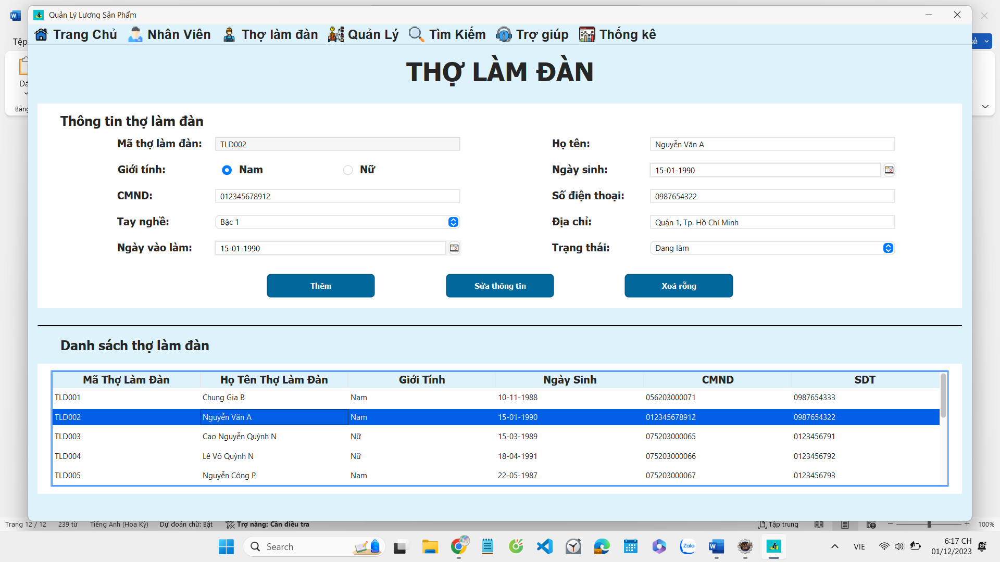 Quản Lý Lương Sản Phẩm
Trang Chủ Nhân Viên Thợ làm đàn Quản Lý Tìm Kiếm Trợ giúp Thống kê
Tệp
THỢ LÀM ĐÀN
Thông tin thợ làm đàn
Mã thợ làm đàn: TLD002 Họ tên: Nguyễn Văn A
Giới tính: Nam Nữ Ngày sinh: 15-01-1990
CMND: 012345678912 Số điện thoại: 0987654322
Tay nghề: Bậc 1 Địa chỉ: Quận 1, Tp. Hồ Chí Minh
Ngày vào làm: 15-01-1990 Trạng thái: Đang làm
Thêm Sửa thông tin Xoá rỗng
Danh sách thợ làm đàn
Mã Thợ Làm Đàn Họ Tên Thợ Làm Đàn Giới Tính Ngày Sinh CMND SDT
TLD001 Chung Gia B Nam 10-11-1988 056203000071 0987654333
TLD002 Nguyễn Văn A Nam 15-01-1990 012345678912 0987654322
TLD003 Cao Nguyễn Quỳnh N Nữ 15-03-1989 075203000065 0123456791
TLD004 Lê Võ Quỳnh N Nữ 18-04-1991 075203000066 0123456792
TLD005 Nguyễn Công P Nam 22-05-1987 075203000067 0123456793
Trang 12 / 12 239 từ Tiếng Anh (Hoa Kỳ) Dự đoán chữ: Bật Trợ năng: Cần điều tra Tập trung 100%
Search Zalo VIE 6:17 CH
01/12/2023